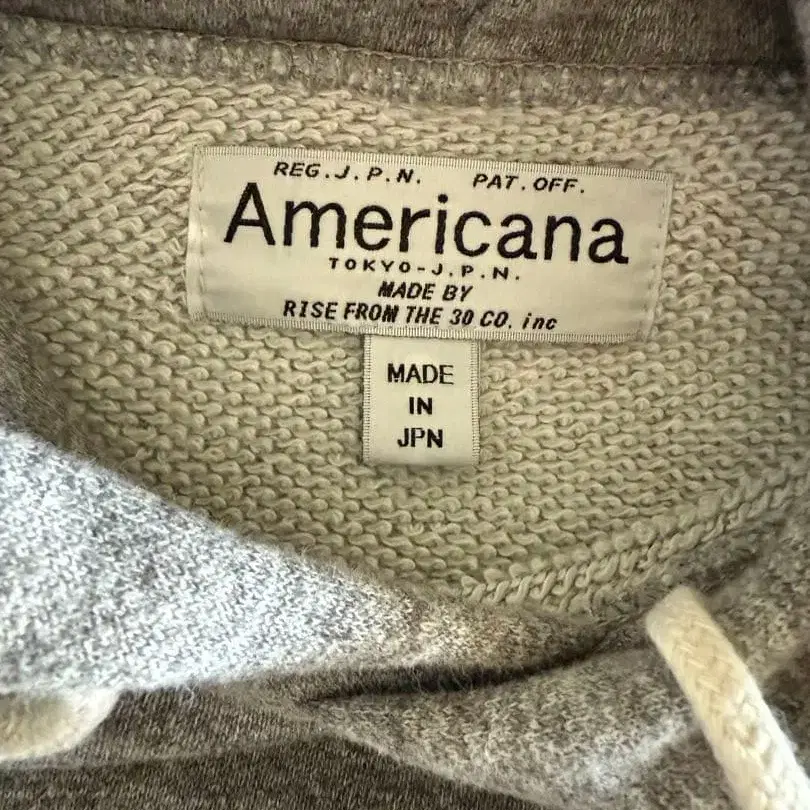 REG.J.P.N. PAT.OFF.
Americana
TOKYO-J.P.N.
MADE BY
RISE FROM THE 30 CO. inc
MADE
IN
JPN